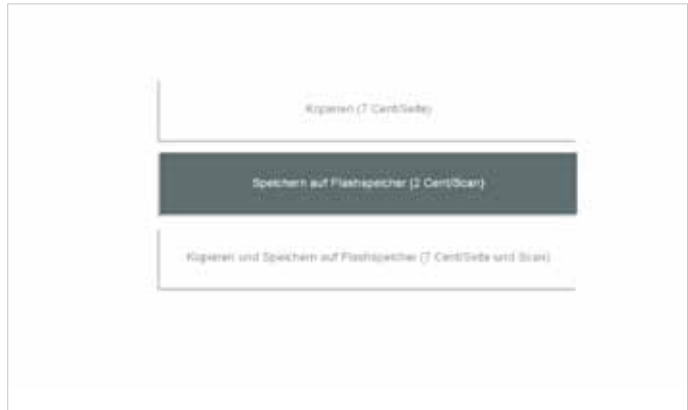 Kopieren (7 Cent/Seite)
Speichern auf Flashspeicher (2 Cent/Scan)
Kopieren und Speichern auf Flashspeicher (7 Cent/Seite und Scan)